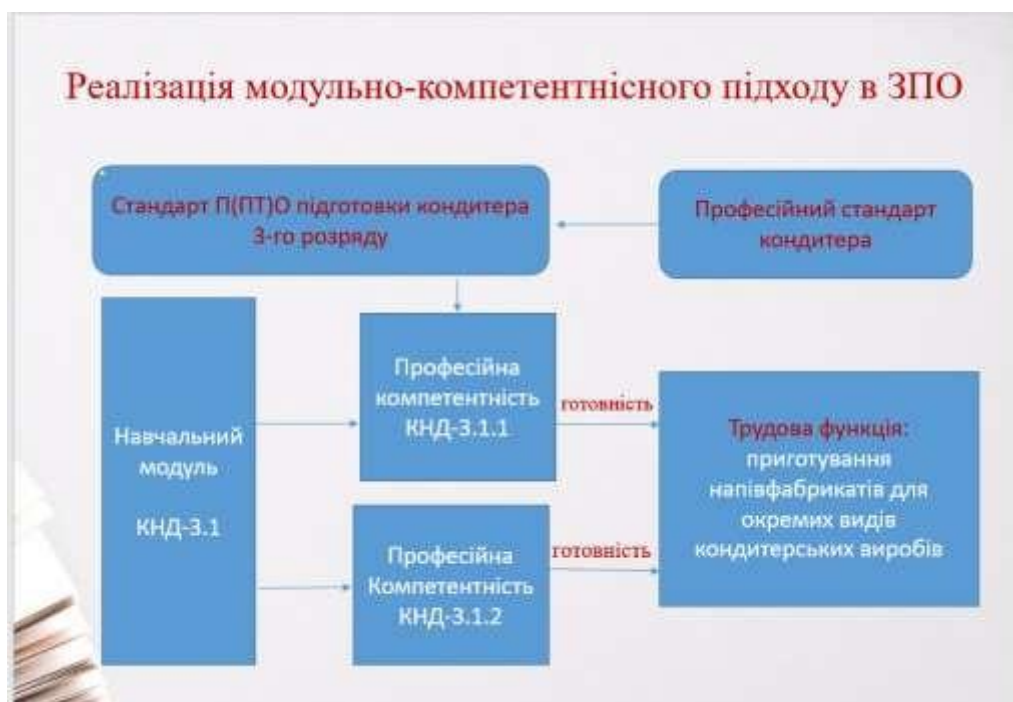 Реалізація модульно-компетентнісного підходу в ЗПО
Стандарт П(ПТ)О підготовки кондитера
3-го розряду
Професійний стандарт
кондитера
Навчальний
модуль
КНД-3.1
Професійна
компетентність
КНД-3.1.1
готовність
Професійна
Компетентність
КНД-3.1.2
готовність
Трудова функція:
приготування
напівфабрикатів для
окремих видів
кондитерських виробів